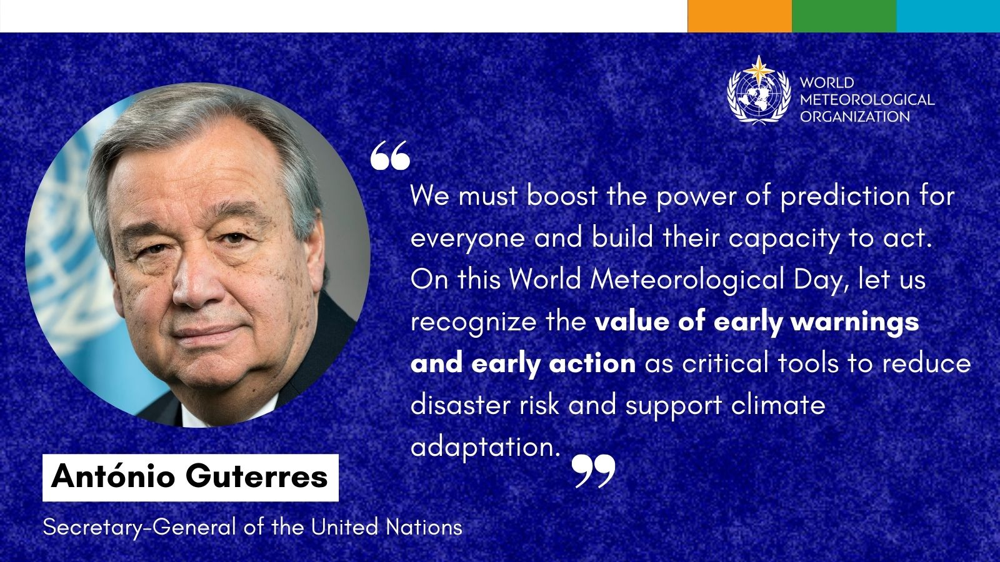 WORLD
METEOROLOGICAL
ORGANIZATION
“
We must boost the power of prediction for
everyone and build their capacity to act.
On this World Meteorological Day, let us
recognize the value of early warnings
and early action as critical tools to reduce
disaster risk and support climate
adaptation. ”
António Guterres
Secretary-General of the United Nations